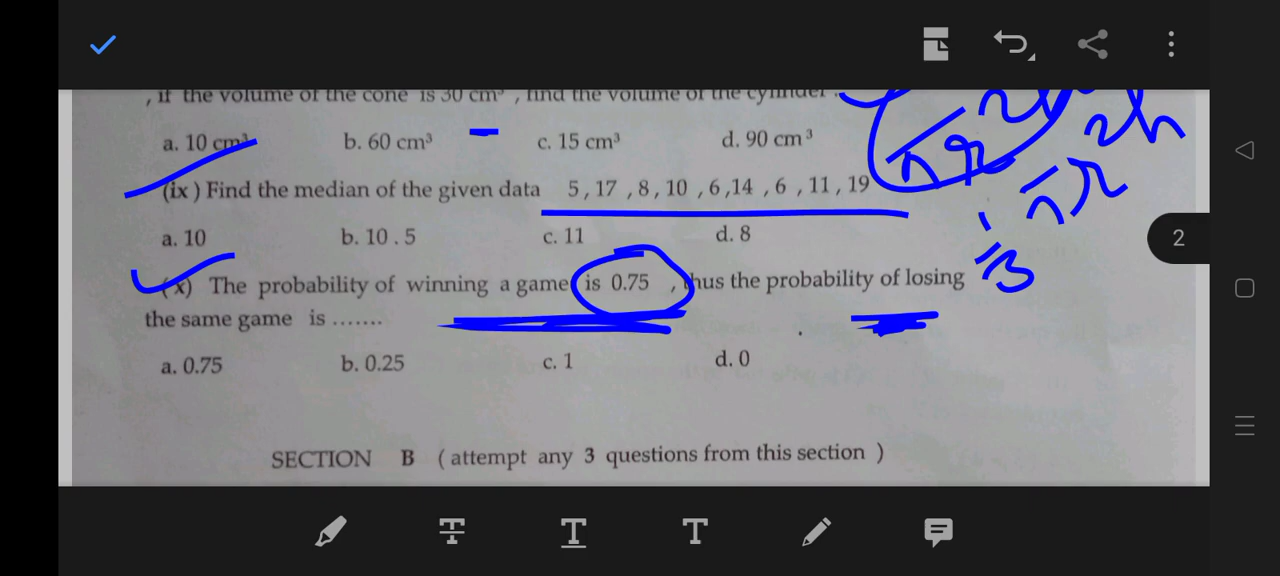 , if the volume of the cone is 30 cm³ , find the volume of the cylinder .
a. 10 cm³ b. 60 cm³ c. 15 cm³ d. 90 cm³
(ix) Find the median of the given data 5, 17 , 8 , 10 , 6 ,14 , 6 , 11 , 19
a. 10 b. 10 . 5 c. 11 d. 8
2
(x) The probability of winning a game is 0.75 , thus the probability of losing
the same game is .......
a. 0.75 b. 0.25 c. 1 d. 0
SECTION B ( attempt any 3 questions from this section )
T T T